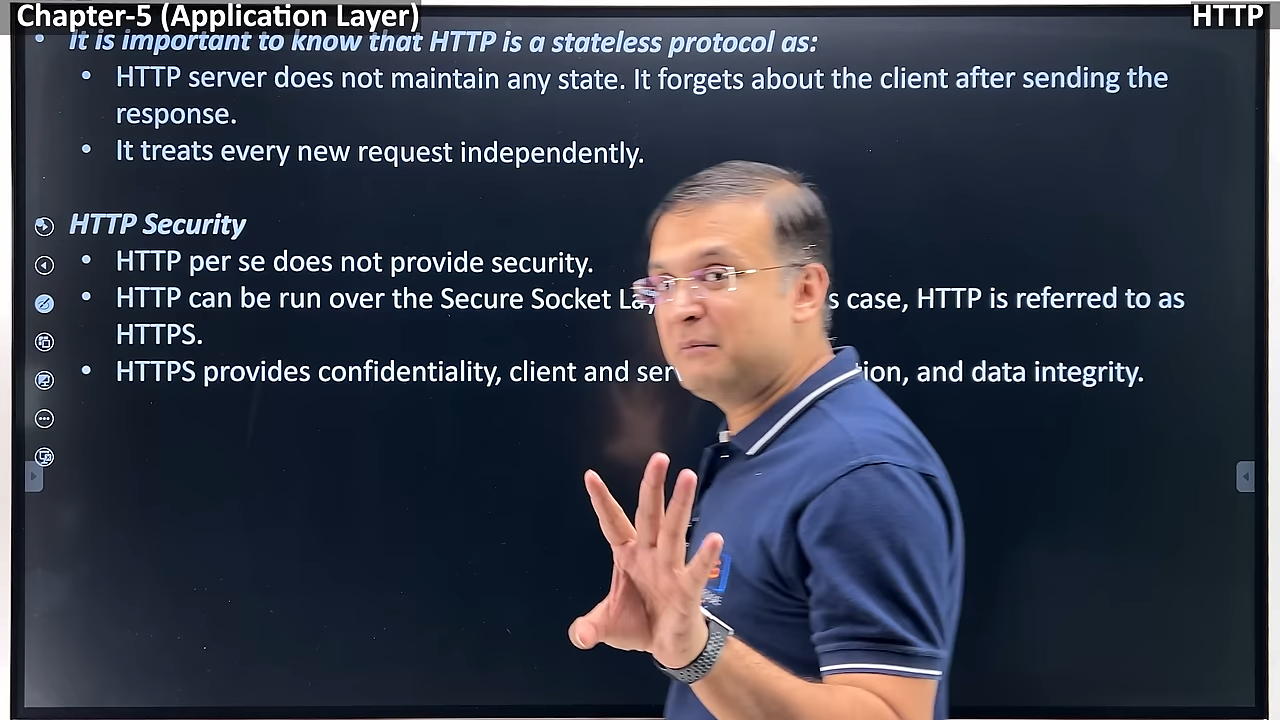 Chapter-5 (Application Layer)
HTTP
It is important to know that HTTP is a stateless protocol as:
• HTTP server does not maintain any state. It forgets about the client after sending the
response.
• It treats every new request independently.
HTTP Security
• HTTP per se does not provide security.
• HTTP can be run over the Secure Socket case, HTTP is referred to as
HTTPS.
• HTTPS provides confidentiality, client and and data integrity.